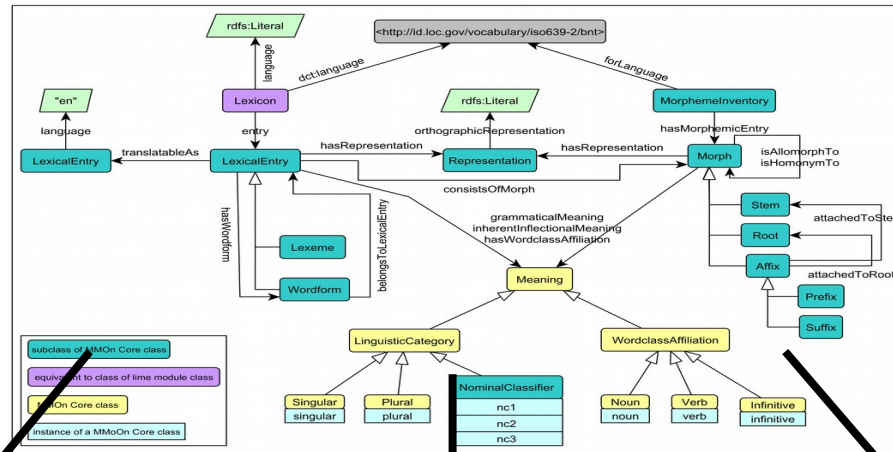 rdfs:Literal
<http://id.loc.gov/vocabulary/iso639-2/bnt>
language
dct:language
forLanguage
"en"
Lexicon
rdfs:Literal
MorphemeInventory
language
entry
orthographicRepresentation
hasMorphemicEntry
LexicalEntry
translatableAs
LexicalEntry
hasRepresentation
Representation
hasRepresentation
Morph
isAllomorphTo
isHomonymTo
consistsOfMorph
hasWordform
belongsToLexicalEntry
grammaticalMeaning
inherentInflectionalMeaning
hasWordclassAffiliation
Stem
attachedToSte
Root
Lexeme
Affix
attachedToRoot
Wordform
Meaning
Prefix
Suffix
subclass of MMOn Core class
LinguisticCategory
WordclassAffiliation
equivalent to class of lime module class
NominalClassifier
Singular
Plural
Noun
Verb
Infinitive
singular
plural
nc1
noun
verb
infinitive
On Core class
nc2
instance of a MMoOn Core class
nc3